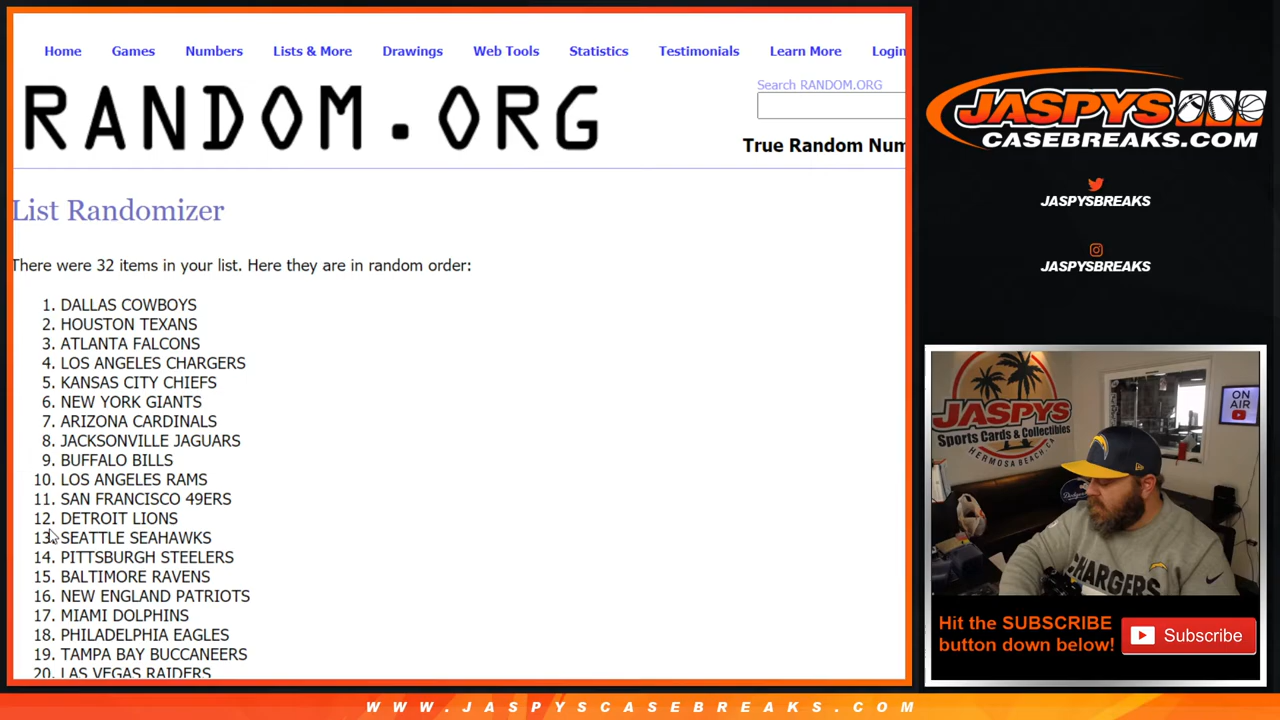 Home Games Numbers Lists & More Drawings Web Tools Statistics Testimonials Learn More Login
RANDOM.ORG
Search RANDOM.ORG
True Random Num
List Randomizer
There were 32 items in your list. Here they are in random order:
1. DALLAS COWBOYS
2. HOUSTON TEXANS
3. ATLANTA FALCONS
4. LOS ANGELES CHARGERS
5. KANSAS CITY CHIEFS
6. NEW YORK GIANTS
7. ARIZONA CARDINALS
8. JACKSONVILLE JAGUARS
9. BUFFALO BILLS
10. LOS ANGELES RAMS
11. SAN FRANCISCO 49ERS
12. DETROIT LIONS
13. SEATTLE SEAHAWKS
14. PITTSBURGH STEELERS
15. BALTIMORE RAVENS
16. NEW ENGLAND PATRIOTS
17. MIAMI DOLPHINS
18. PHILADELPHIA EAGLES
19. TAMPA BAY BUCCANEERS
20. LAS VEGAS RAIDERS
JASPYS
CASEBREAKS.COM
JASPYSBREAKS
JASPYSBREAKS
JASPYS
Sports Cards & Collectibles
HERMOSA BEACH, CA
ON
AIR
Dodgers
CHARGERS
Hit the SUBSCRIBE
button down below!
Subscribe
WWW.JASPYSCASEBREAKS.COM